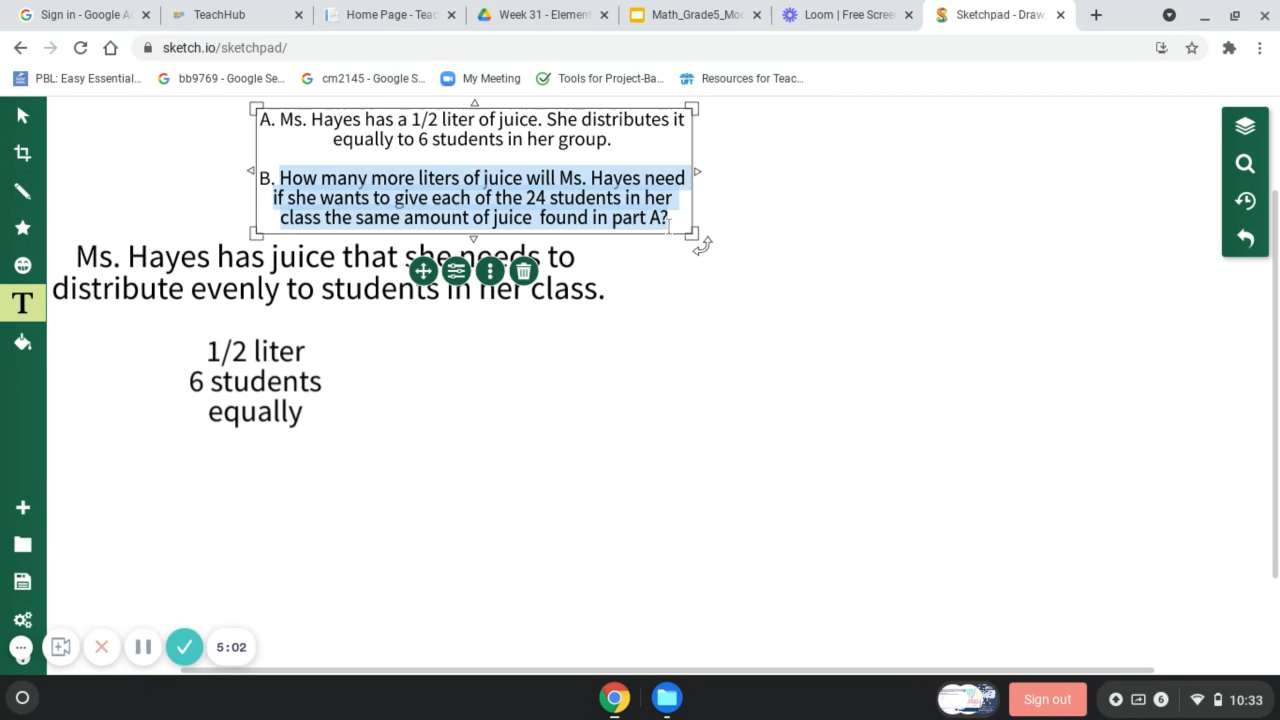 Sign in - Google Ac
TeachHub
Home Page - Teac
Week 31 - Elemen
Math_Grade5_Mod
Loom | Free Scree
Sketchpad - Draw,
sketch.io/sketchpad/
PBL: Easy Essential...
bb9769 - Google Se...
cm2145 - Google S...
My Meeting
Tools for Project-Ba...
Resources for Teac...
A. Ms. Hayes has a 1/2 liter of juice. She distributes it
equally to 6 students in her group.
B. How many more liters of juice will Ms. Hayes need
if she wants to give each of the 24 students in her
class the same amount of juice found in part A?
Ms. Hayes has juice that she needs to
distribute evenly to students in her class.
T
1/2 liter
6 students
equally
5:02
Sign out
6
10:33